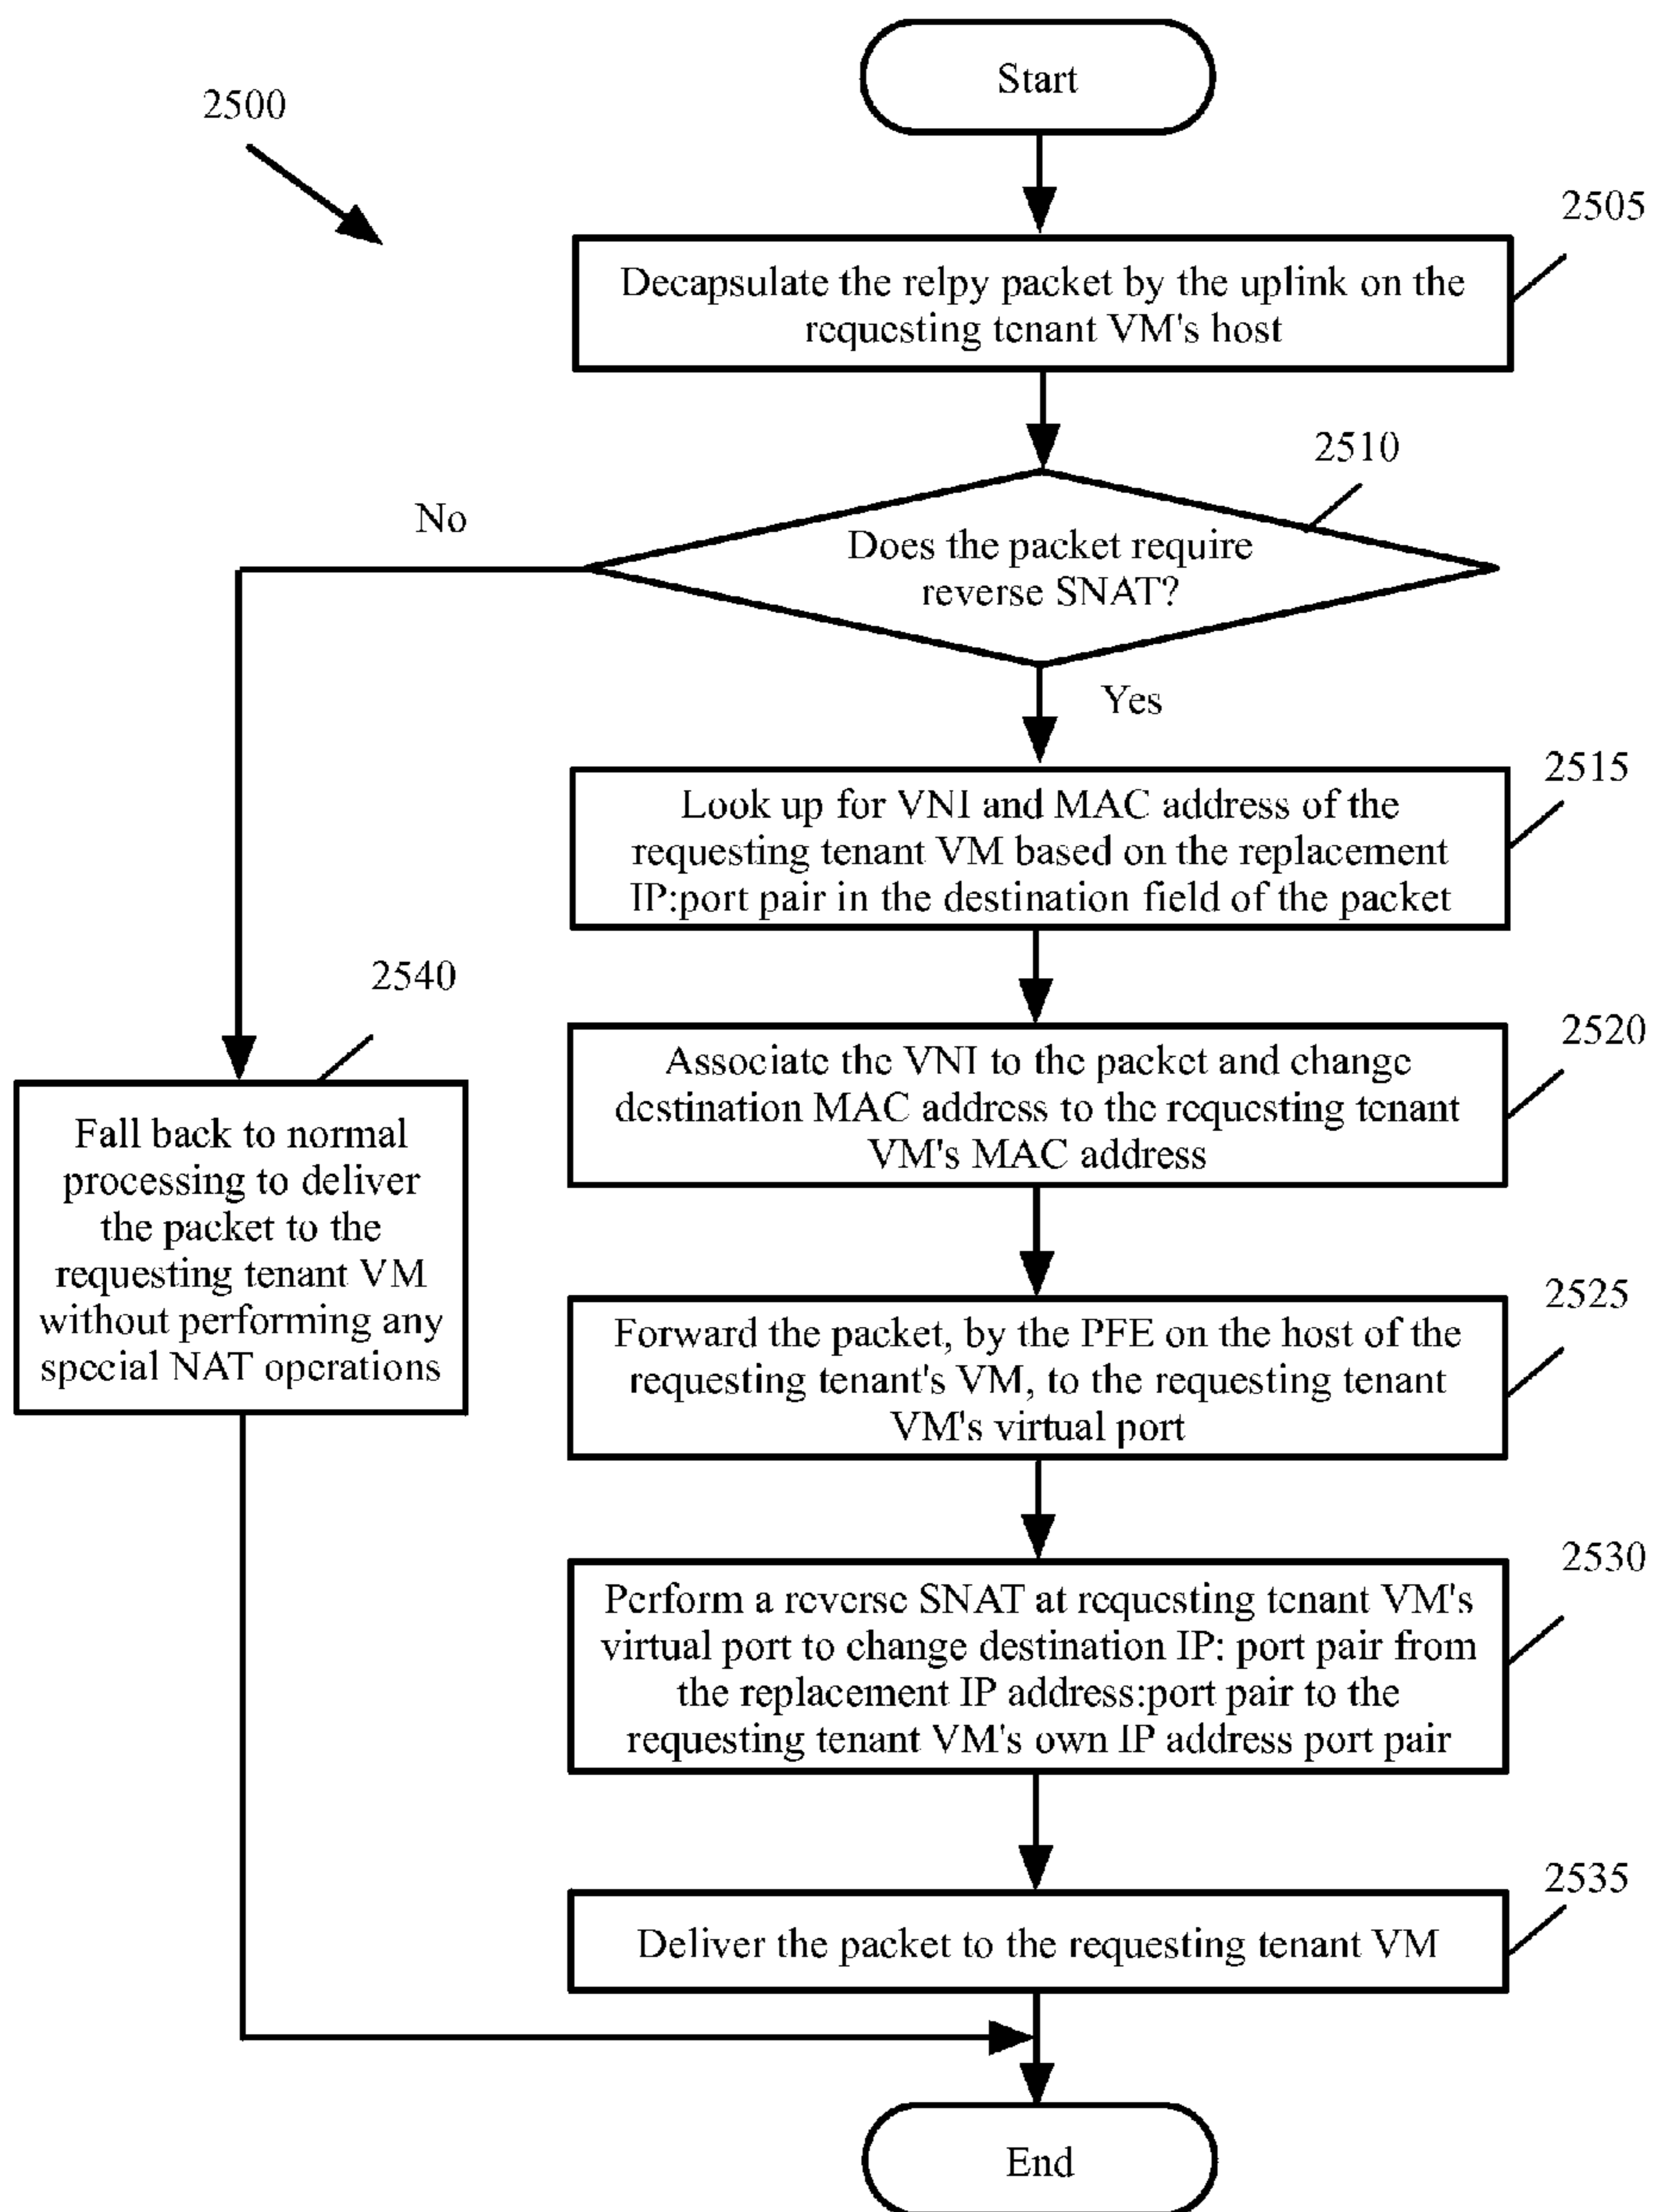 Start
2500
2505
Decapsulate the relpy packet by the uplink on the
requesting tenant VM's host
2510
No
Does the packet require
reverse SNAT?
Yes
2515
Look up for VNI and MAC address of the
requesting tenant VM based on the replacement
IP:port pair in the destination field of the packet
2540
2520
Associate the VNI to the packet and change
destination MAC address to the requesting tenant
VM's MAC address
Fall back to normal
processing to deliver
the packet to the
requesting tenant VM
without performing any
special NAT operations
2525
Forward the packet, by the PFE on the host of the
requesting tenant's VM, to the requesting tenant
VM's virtual port
2530
Perform a reverse SNAT at requesting tenant VM's
virtual port to change destination IP: port pair from
the replacement IP address:port pair to the
requesting tenant VM's own IP address port pair
2535
Deliver the packet to the requesting tenant VM
End